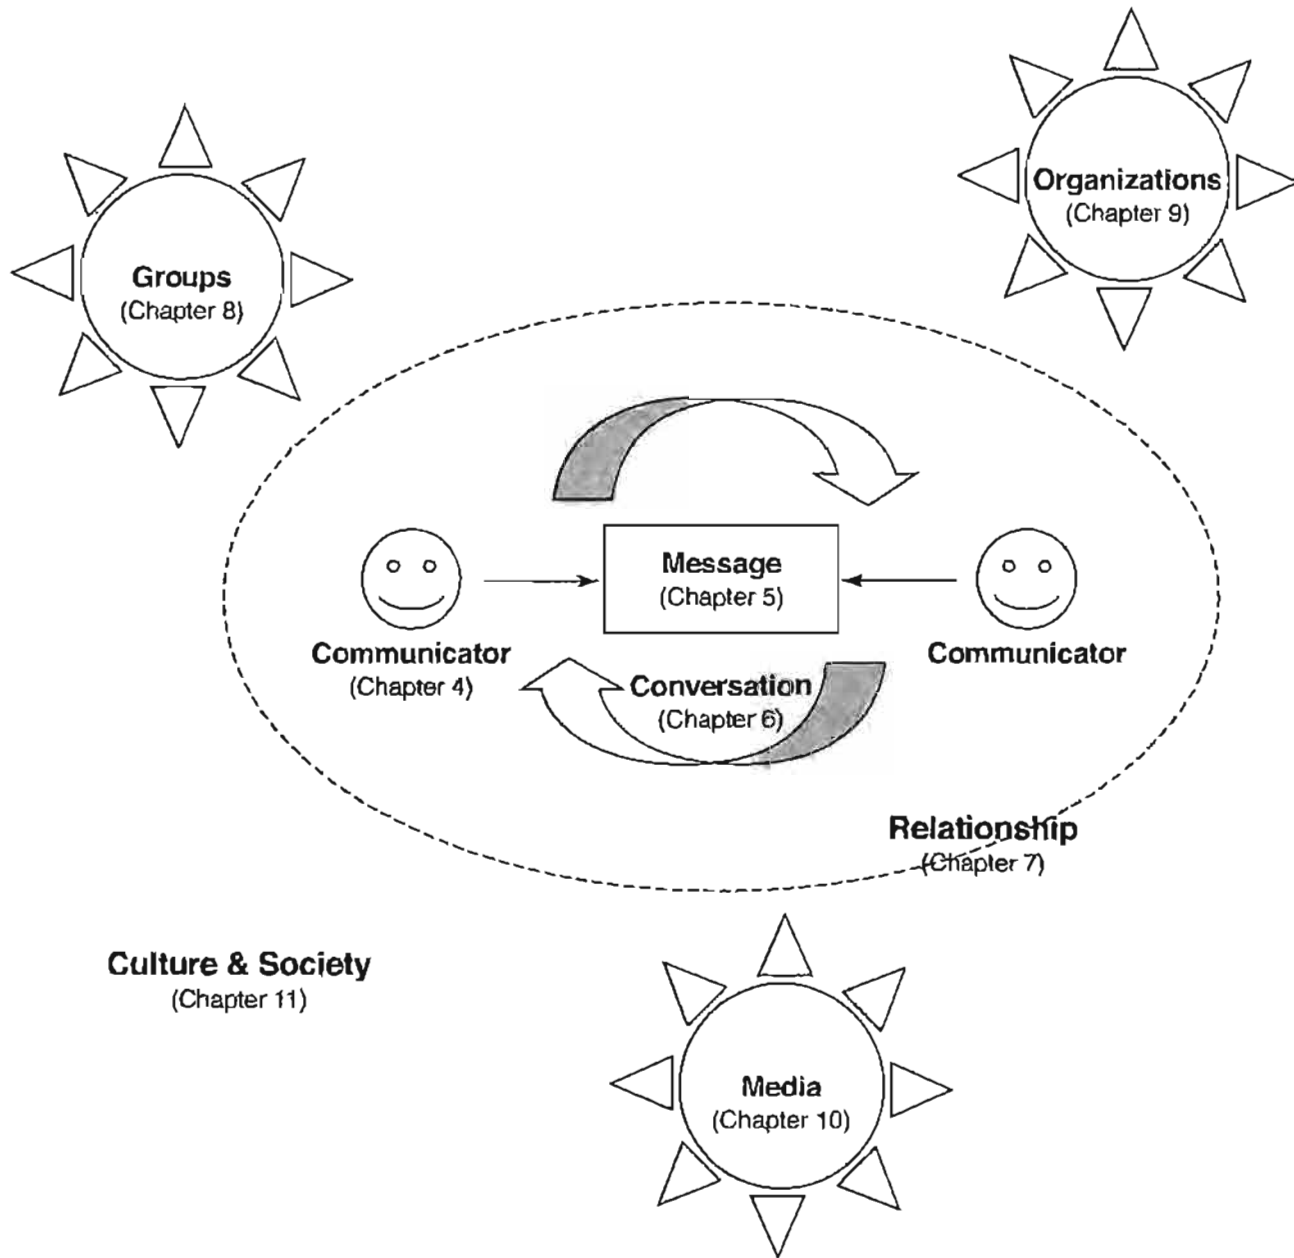 Organizations
(Chapter 9)
Groups
(Chapter 8)
Message
(Chapter 5)
Communicator
(Chapter 4)
Communicator
Conversation
(Chapter 6)
Relationship
(Chapter 7)
Culture & Society
(Chapter 11)
Media
(Chapter 10)